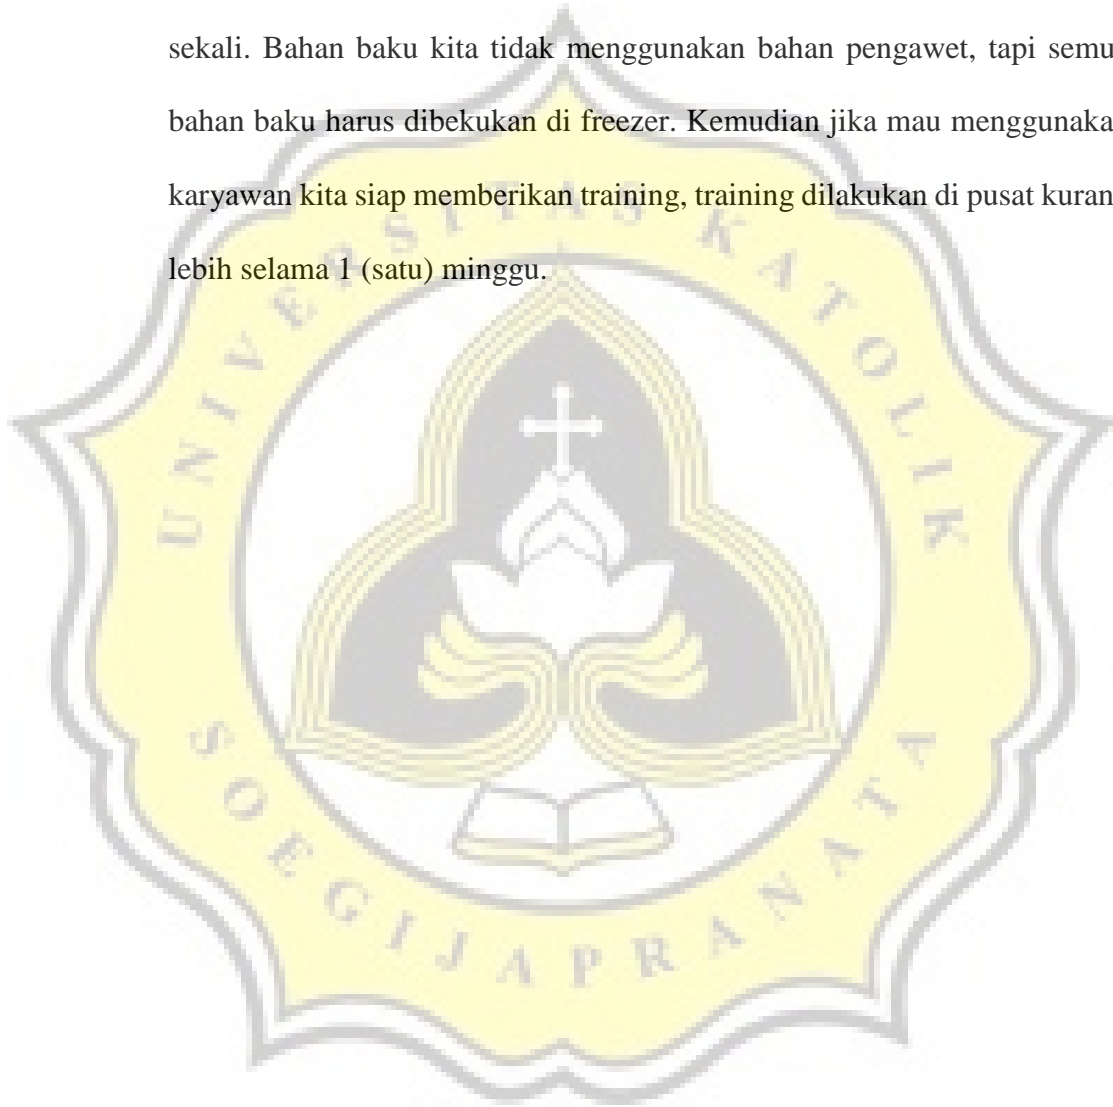 sekali. Bahan baku kita tidak menggunakan bahan pengawet, tapi semu
bahan baku harus dibekukan di freezer. Kemudian jika mau menggunaka
karyawan kita siap memberikan training, training dilakukan di pusat kuran
lebih selama 1 (satu) minggu.
UNIVERSITAS KATOLIK
SOEGIJAPRANATA